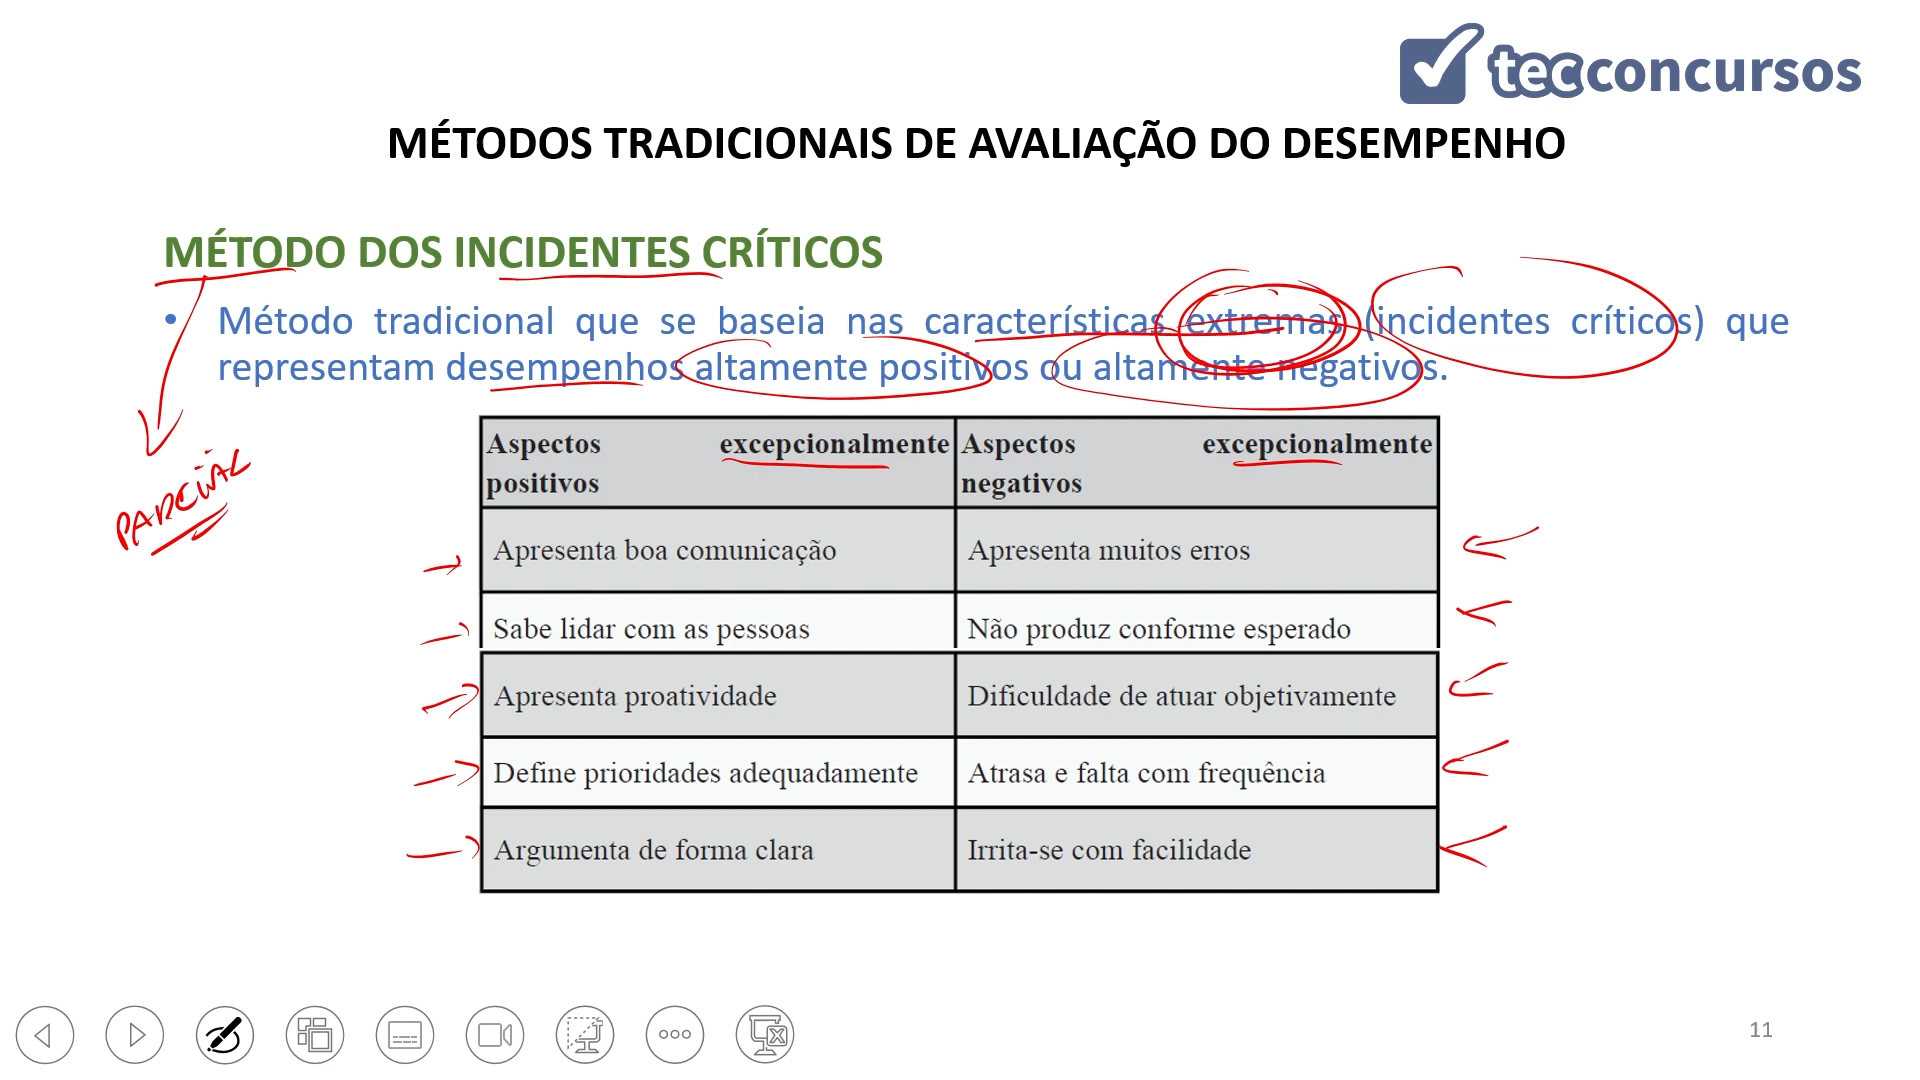 tecconcursos
MÉTODOS TRADICIONAIS DE AVALIAÇÃO DO DESEMPENHO
MÉTODO DOS INCIDENTES CRÍTICOS
• Método tradicional que se baseia nas características extremas (incidentes críticos) que
representam desempenhos altamente positivos ou altamente negativos.
PARCIAL
Aspectos excepcionalmente positivos
Aspectos excepcionalmente negativos
Apresenta boa comunicação
Apresenta muitos erros
Sabe lidar com as pessoas
Não produz conforme esperado
Apresenta proatividade
Dificuldade de atuar objetivamente
Define prioridades adequadamente
Atrasa e falta com frequência
Argumenta de forma clara
Irrita-se com facilidade
11